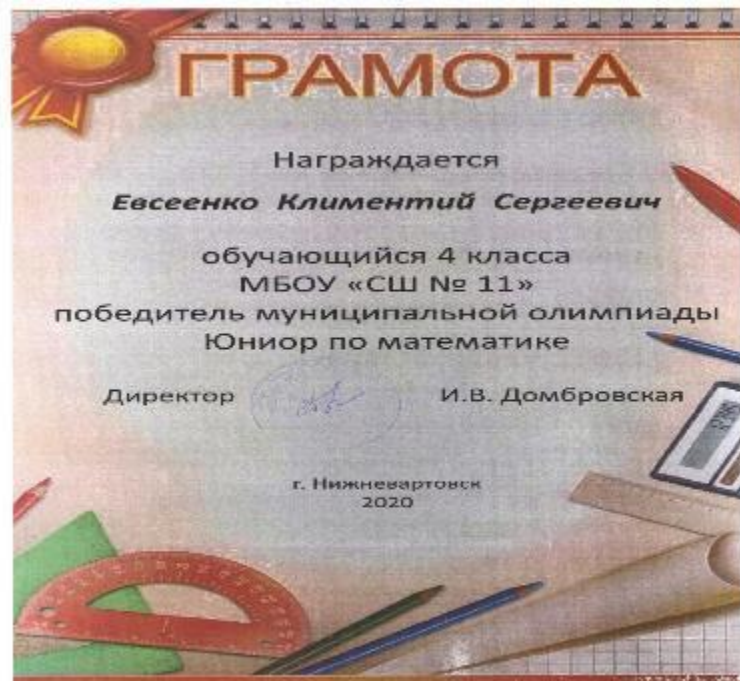 ГРАМОТА
Награждается
Евсеенко Климентий Сергеевич
обучающийся 4 класса
МБОУ «СШ № 11»
победитель муниципальной олимпиады
Юниор по математике
Директор И.В. Домбровская
г. Нижневартовск
2020